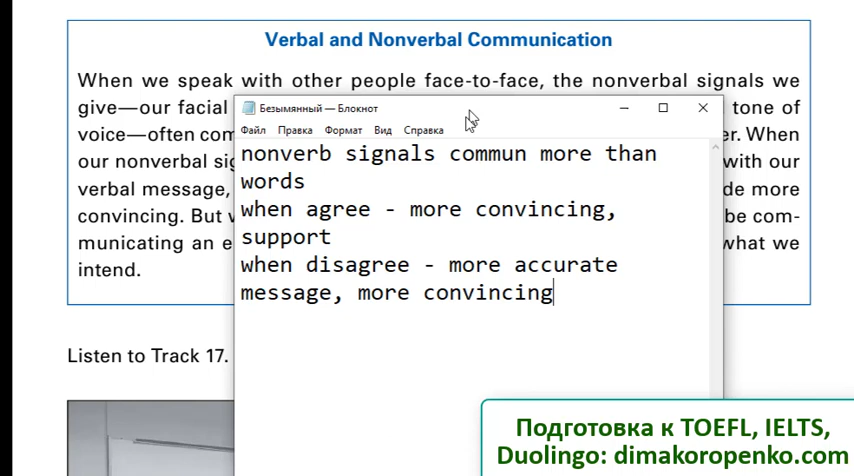 Verbal and Nonverbal Communication
When we speak with other people face-to-face, the nonverbal signals we
give—our facial
tone of
voice—often com
er. When
our nonverbal sig
with our
verbal message,
de more
convincing. But
be com-
municating an e
what we
intend.
Безымянный — Блокнот
Файл Правка Формат Вид Справка
nonverb signals commun more than
words
when agree - more convincing,
support
when disagree - more accurate
message, more convincing
Listen to Track 17.
Подготовка к TOEFL, IELTS,
Duolingo: dimakoropenko.com